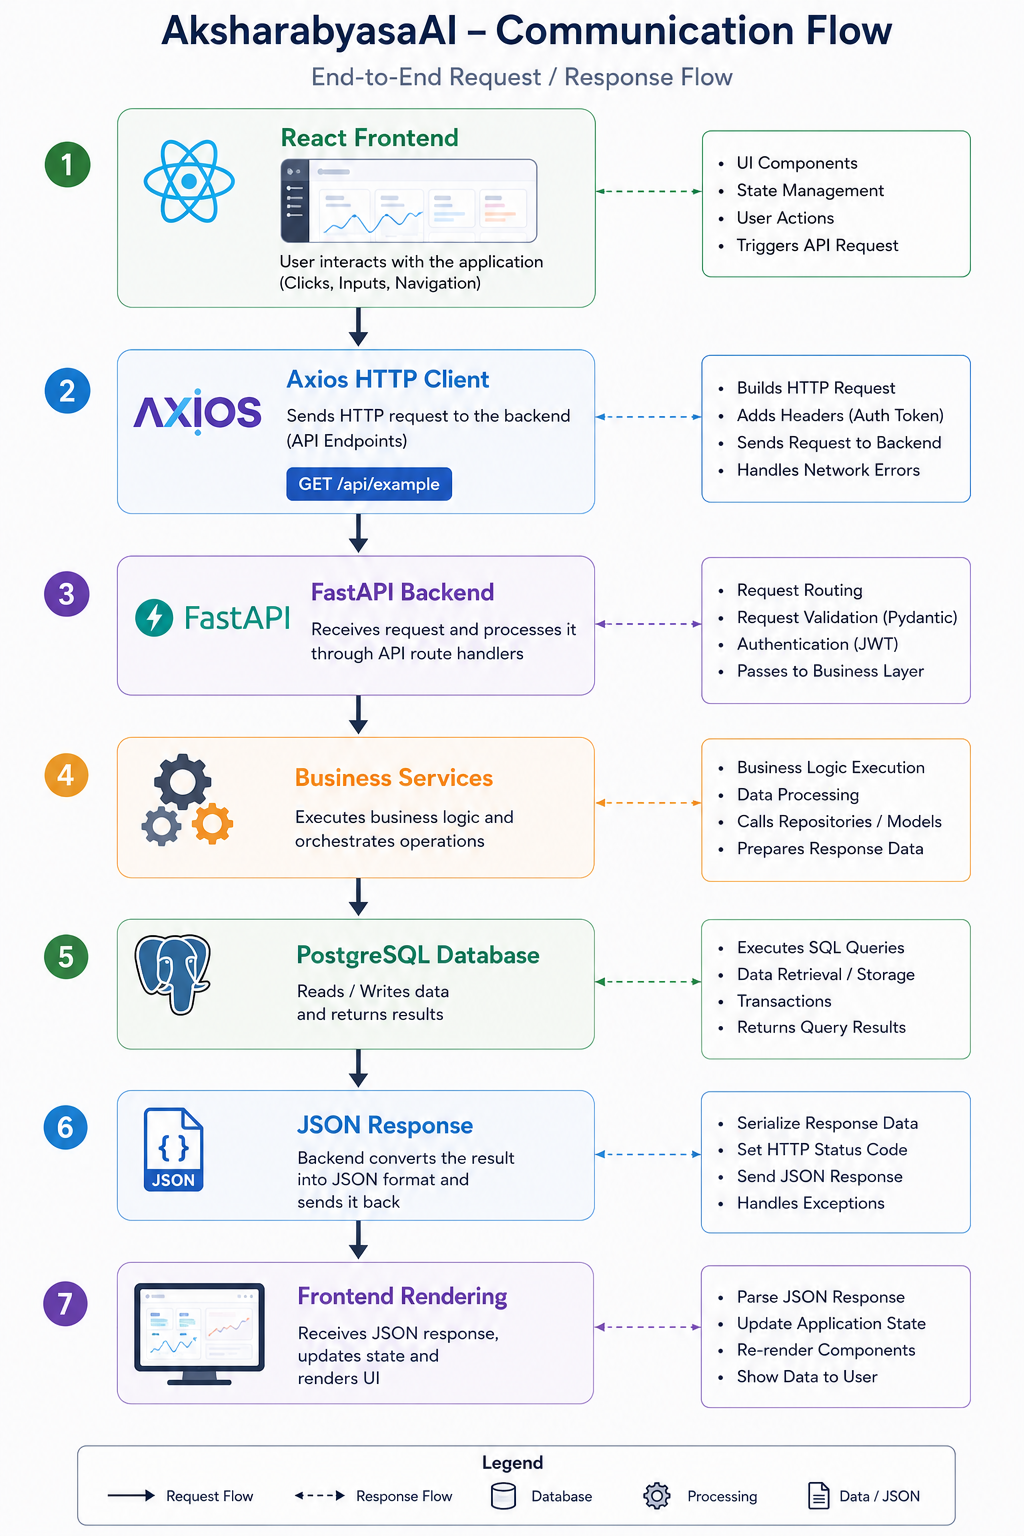 AksharabyasaAI – Communication Flow
End-to-End Request / Response Flow
1
React Frontend
User interacts with the application
(Clicks, Inputs, Navigation)
• UI Components
• State Management
• User Actions
• Triggers API Request
2
AXIOS
Axios HTTP Client
Sends HTTP request to the backend
(API Endpoints)
GET /api/example
• Builds HTTP Request
• Adds Headers (Auth Token)
• Sends Request to Backend
• Handles Network Errors
3
FastAPI
FastAPI Backend
Receives request and processes it
through API route handlers
• Request Routing
• Request Validation (Pydantic)
• Authentication (JWT)
• Passes to Business Layer
4
Business Services
Executes business logic and
orchestrates operations
• Business Logic Execution
• Data Processing
• Calls Repositories / Models
• Prepares Response Data
5
PostgreSQL Database
Reads / Writes data
and returns results
• Executes SQL Queries
• Data Retrieval / Storage
• Transactions
• Returns Query Results
6
{ }
JSON
JSON Response
Backend converts the result
into JSON format and
sends it back
• Serialize Response Data
• Set HTTP Status Code
• Send JSON Response
• Handles Exceptions
7
Frontend Rendering
Receives JSON response,
updates state and
renders UI
• Parse JSON Response
• Update Application State
• Re-render Components
• Show Data to User
Legend
Request Flow
Response Flow
Database
Processing
Data / JSON